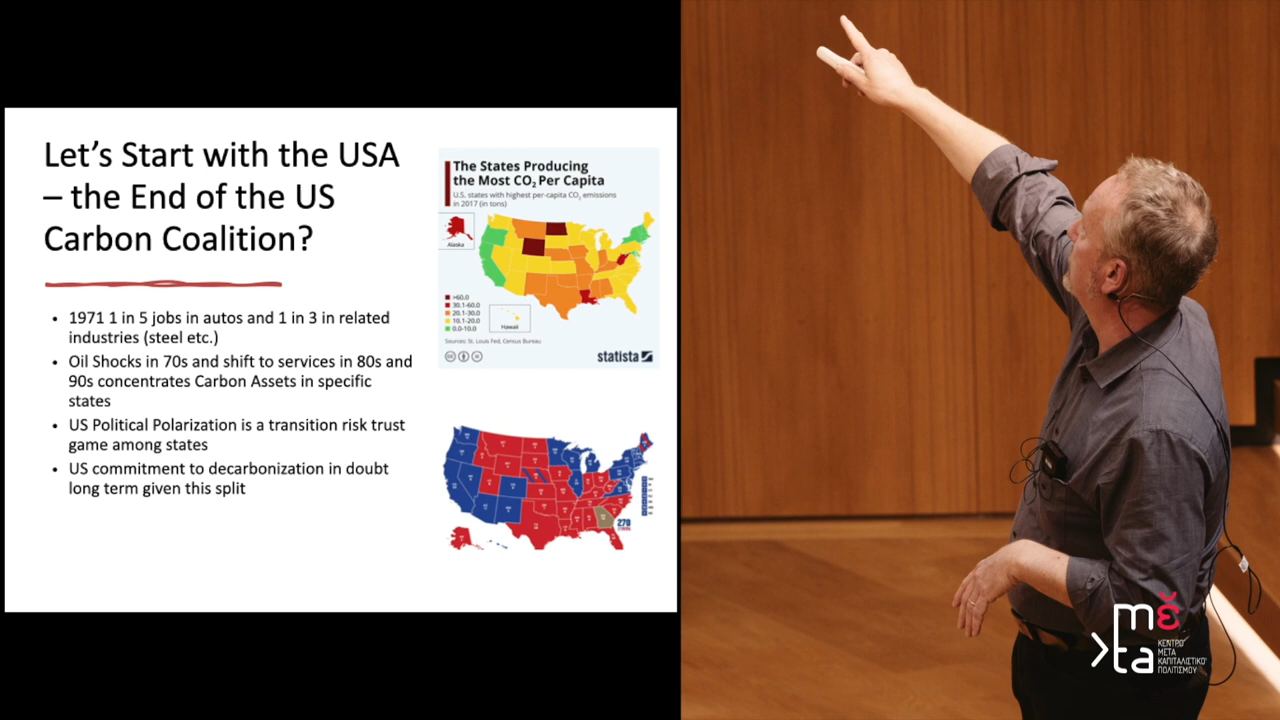 Let's Start with the USA
– the End of the US
Carbon Coalition?
• 1971 1 in 5 jobs in autos and 1 in 3 in related
industries (steel etc.)
• Oil Shocks in 70s and shift to services in 80s and
90s concentrates Carbon Assets in specific
states
• US Political Polarization is a transition risk trust
game among states
• US commitment to decarbonization in doubt
long term given this split
The States Producing
the Most CO₂ Per Capita
U.S. states with highest per-capita CO₂ emissions
in 2017 (in tons)
Alaska
>60.0
30.1-60.0
20.1-30.0
10.1-20.0
0.0-10.0
Hawaii
Sources: St. Louis Fed, Census Bureau
statista
270
mέta
ΚΕΝΤΡΟ
ΜΕΤΑ
ΚΑΠΙΤΑΛΙΣΤΙΚΟΥ
ΠΟΛΙΤΙΣΜΟΥ